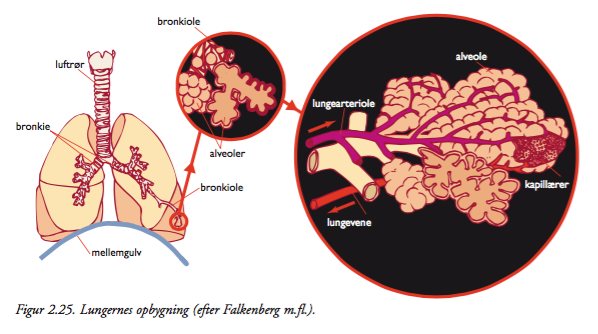 bronkiole
luftrør
alveole
lungearteriole
bronkie
alveoler
bronkiole
kapillærer
lungevene
mellemgulv
Figur 2.25. Lungernes opbygning (efter Falkenberg m.fl.).